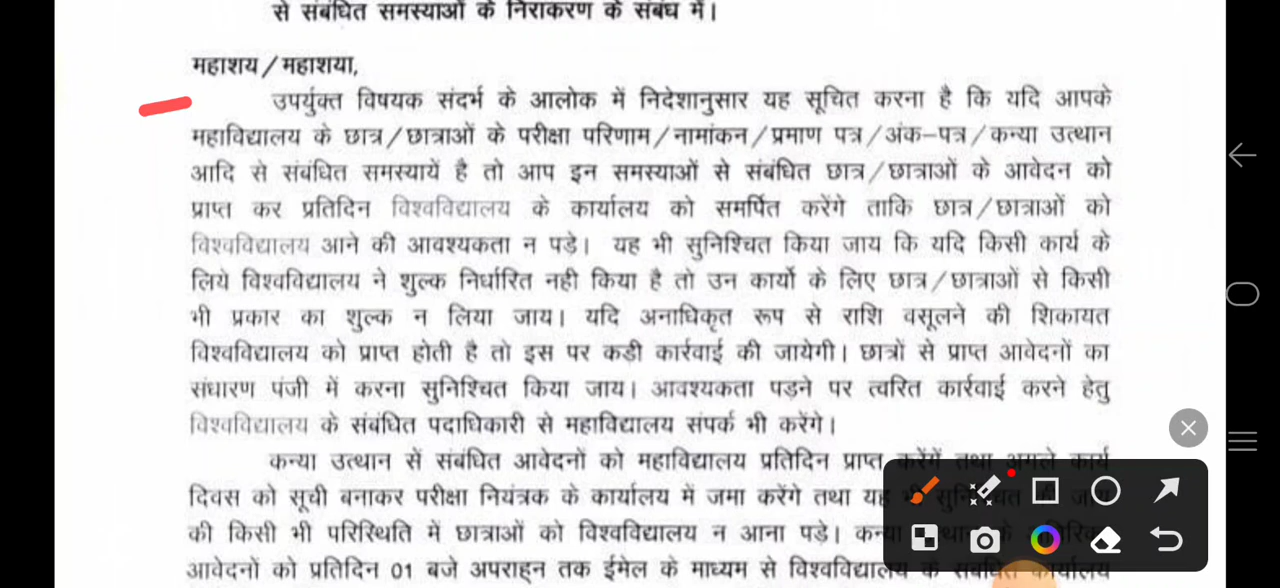 से संबंधित समस्याओं के निराकरण के संबंध में।
महाशय/महाशया,
उपर्युक्त विषयक संदर्भ के आलोक में निदेशानुसार यह सूचित करना है कि यदि आपके
महाविद्यालय के छात्र/छात्राओं के परीक्षा परिणाम/नामांकन/प्रमाण पत्र/अंक-पत्र/कन्या उत्थान
आदि से संबंधित समस्यायें है तो आप इन समस्याओं से संबंधित छात्र/छात्राओं के आवेदन को
प्राप्त कर प्रतिदिन विश्वविद्यालय के कार्यालय को समर्पित करेंगे ताकि छात्र/छात्राओं को
विश्वविद्यालय आने की आवश्यकता न पड़े। यह भी सुनिश्चित किया जाय कि यदि किसी कार्य के
लिये विश्वविद्यालय ने शुल्क निर्धारित नही किया है तो उन कार्यो के लिए छात्र/छात्राओं से किसी
भी प्रकार का शुल्क न लिया जाय। यदि अनाधिकृत रूप से राशि वसूलने की शिकायत
विश्वविद्यालय को प्राप्त होती है तो इस पर कडी कार्रवाई की जायेगी। छात्रों से प्राप्त आवेदनों का
संधारण पंजी में करना सुनिश्चित किया जाय। आवश्यकता पड़ने पर त्वरित कार्रवाई करने हेतु
विश्वविद्यालय के संबंधित पदाधिकारी से महाविद्यालय संपर्क भी करेंगे।
कन्या उत्थान सें संबंधित आवेदनों को महाविद्यालय प्रतिदिन प्राप्त करेंगें तथा अगले कार्य
दिवस को सूची बनाकर परीक्षा नियंत्रक के कार्यालय में जमा करेंगे तथा यह भी
की किसी भी परिस्थिति में छात्राओं को विश्वविद्यालय न आना पड़े।
आवेदनों को प्रतिदिन 01 बजे अपराह्न तक ईमेल के माध्यम से विश्वविद्यालय के संबंधित कार्यालय